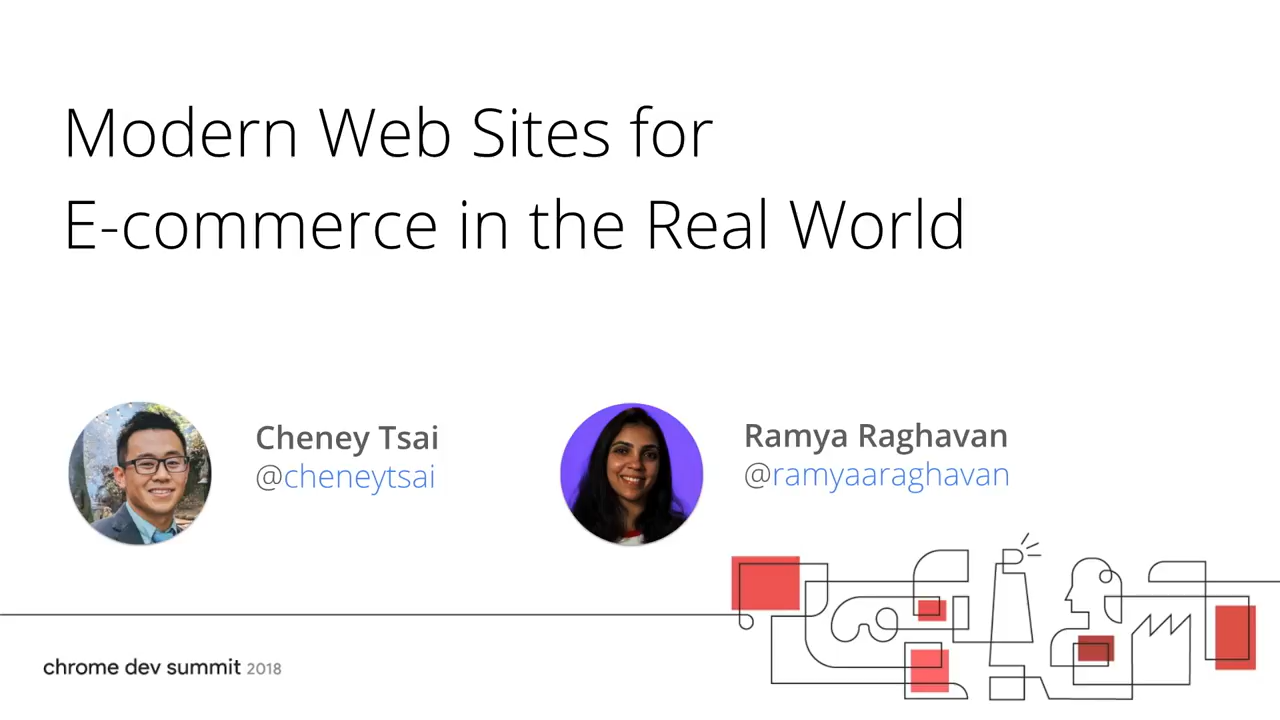 Modern Web Sites for
E-commerce in the Real World
Cheney Tsai
@cheneytsai
Ramya Raghavan
@ramyaaraghavan
chrome dev summit 2018